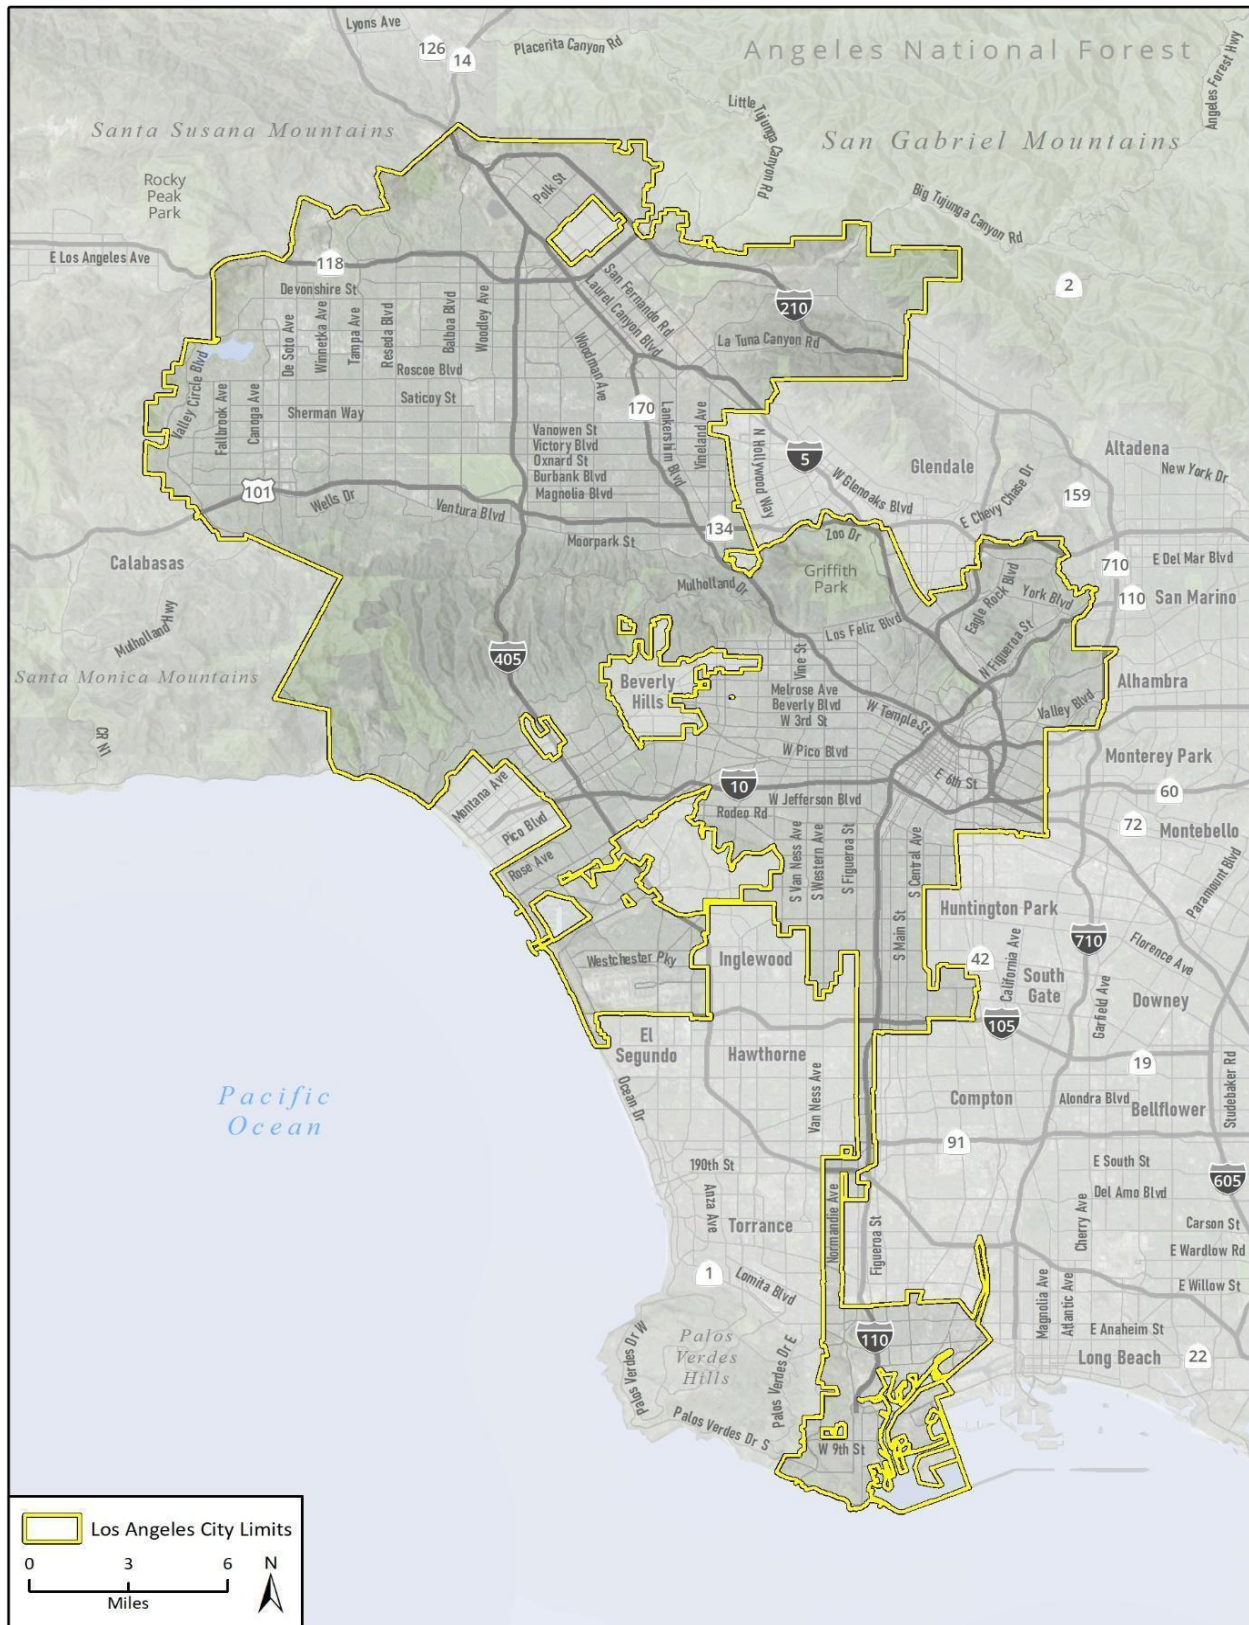 Lyons Ave
126
14
Placerita Canyon Rd
Angeles National Forest
Angeles Forest Hwy
Little Tujunga
Canyon Rd
Santa Susana Mountains
San Gabriel Mountains
Rocky
Peak
Park
Polk St
Big Tujunga Canyon Rd
E Los Angeles Ave
118
Devonshire St
San Fernando Rd
Laurel Canyon Blvd
210
2
De Soto Ave
Winnetka Ave
Tampa Ave
Reseda Blvd
Balboa Blvd
Woodley Ave
Woodman Ave
La Tuna Canyon Rd
Valley Circle Blvd
Roscoe Blvd
Saticoy St
Fallbrook Ave
Canoga Ave
Sherman Way
170
Lankershim Blvd
Vineland Ave
N Hollywood Way
Vanowen St
Victory Blvd
Oxnard St
Burbank Blvd
Magnolia Blvd
5
W Glenoaks Blvd
Glendale
E Chevy Chase Dr
Altadena
New York Dr
159
101
Wells Dr
Ventura Blvd
134
Moorpark St
Zoo Dr
Calabasas
Mulholland Hwy
Mulholland Dr
Griffith
Park
Eagle Rock Blvd
York Blvd
710
E Del Mar Blvd
110
San Marino
Los Feliz Blvd
N Figueroa St
Santa Monica Mountains
405
Beverly
Hills
Vine St
Melrose Ave
Beverly Blvd
W 3rd St
W Temple St
Valley Blvd
Alhambra
CR N1
W Pico Blvd
Monterey Park
Montana Ave
Pico Blvd
10
W Jefferson Blvd
Rodeo Rd
E 6th St
60
72
Montebello
Rose Ave
S Van Ness Ave
S Western Ave
S Figueroa St
S Central Ave
S Main St
Paramount Blvd
Huntington Park
Westchester Pky
Inglewood
42
California Ave
710
Florence Ave
South
Gate
Garfield Ave
Downey
El
Segundo
Hawthorne
105
19
Ocean Dr
Van Ness Ave
Compton
Alondra Blvd
Bellflower
Studebaker Rd
Pacific
Ocean
91
190th St
E South St
605
Anza Ave
Normandie Ave
Del Amo Blvd
Torrance
Figueroa St
Cherry Ave
Carson St
E Wardlow Rd
1
Lomita Blvd
E Willow St
Magnolia Ave
Atlantic Ave
110
E Anaheim St
Palos
Verdes
Hills
Palos Verdes Dr W
Palos Verdes Dr E
Long Beach
22
Palos Verdes Dr S
W 9th St
Los Angeles City Limits
0 3 6
Miles
N